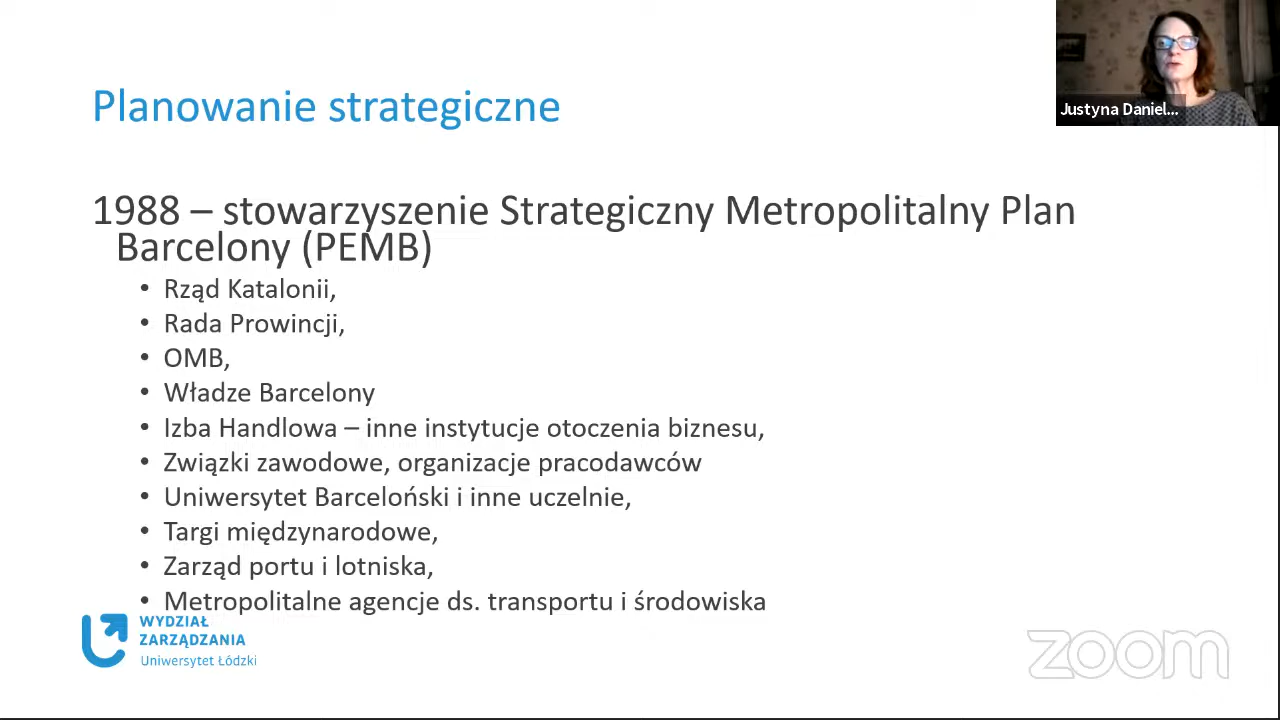 Planowanie strategiczne
Justyna Daniel...
1988 – stowarzyszenie Strategiczny Metropolitalny Plan
Barcelony (PEMB)
• Rząd Katalonii,
• Rada Prowincji,
• OMB,
• Władze Barcelony
• Izba Handlowa – inne instytucje otoczenia biznesu,
• Związki zawodowe, organizacje pracodawców
• Uniwersytet Barceloński i inne uczelnie,
• Targi międzynarodowe,
• Zarząd portu i lotniska,
• Metropolitalne agencje ds. transportu i środowiska
WYDZIAŁ
ZARZĄDZANIA
Uniwersytet Łódzki
zoom